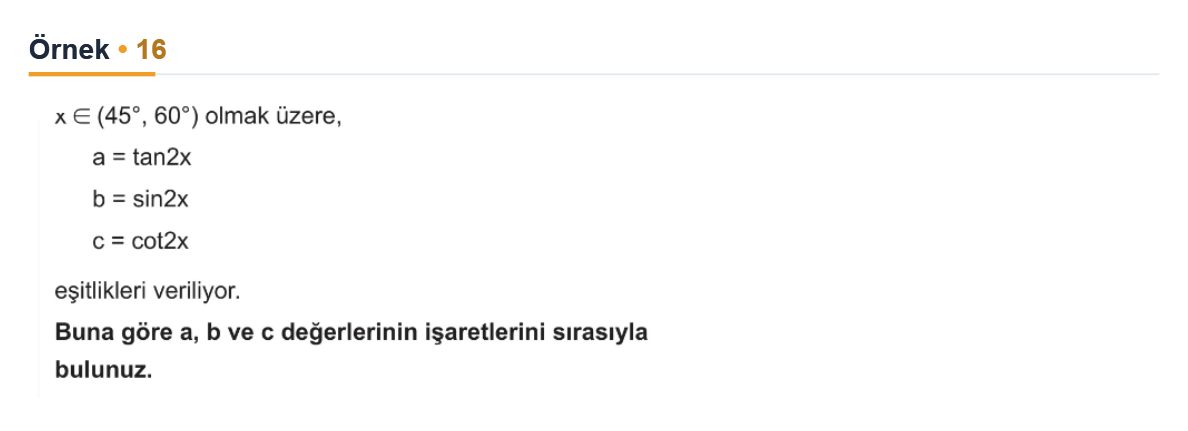 Örnek • 16
x ∈ (45°, 60°) olmak üzere,
a = tan2x
b = sin2x
c = cot2x
eşitlikleri veriliyor.
Buna göre a, b ve c değerlerinin işaretlerini sırasıyla
bulunuz.